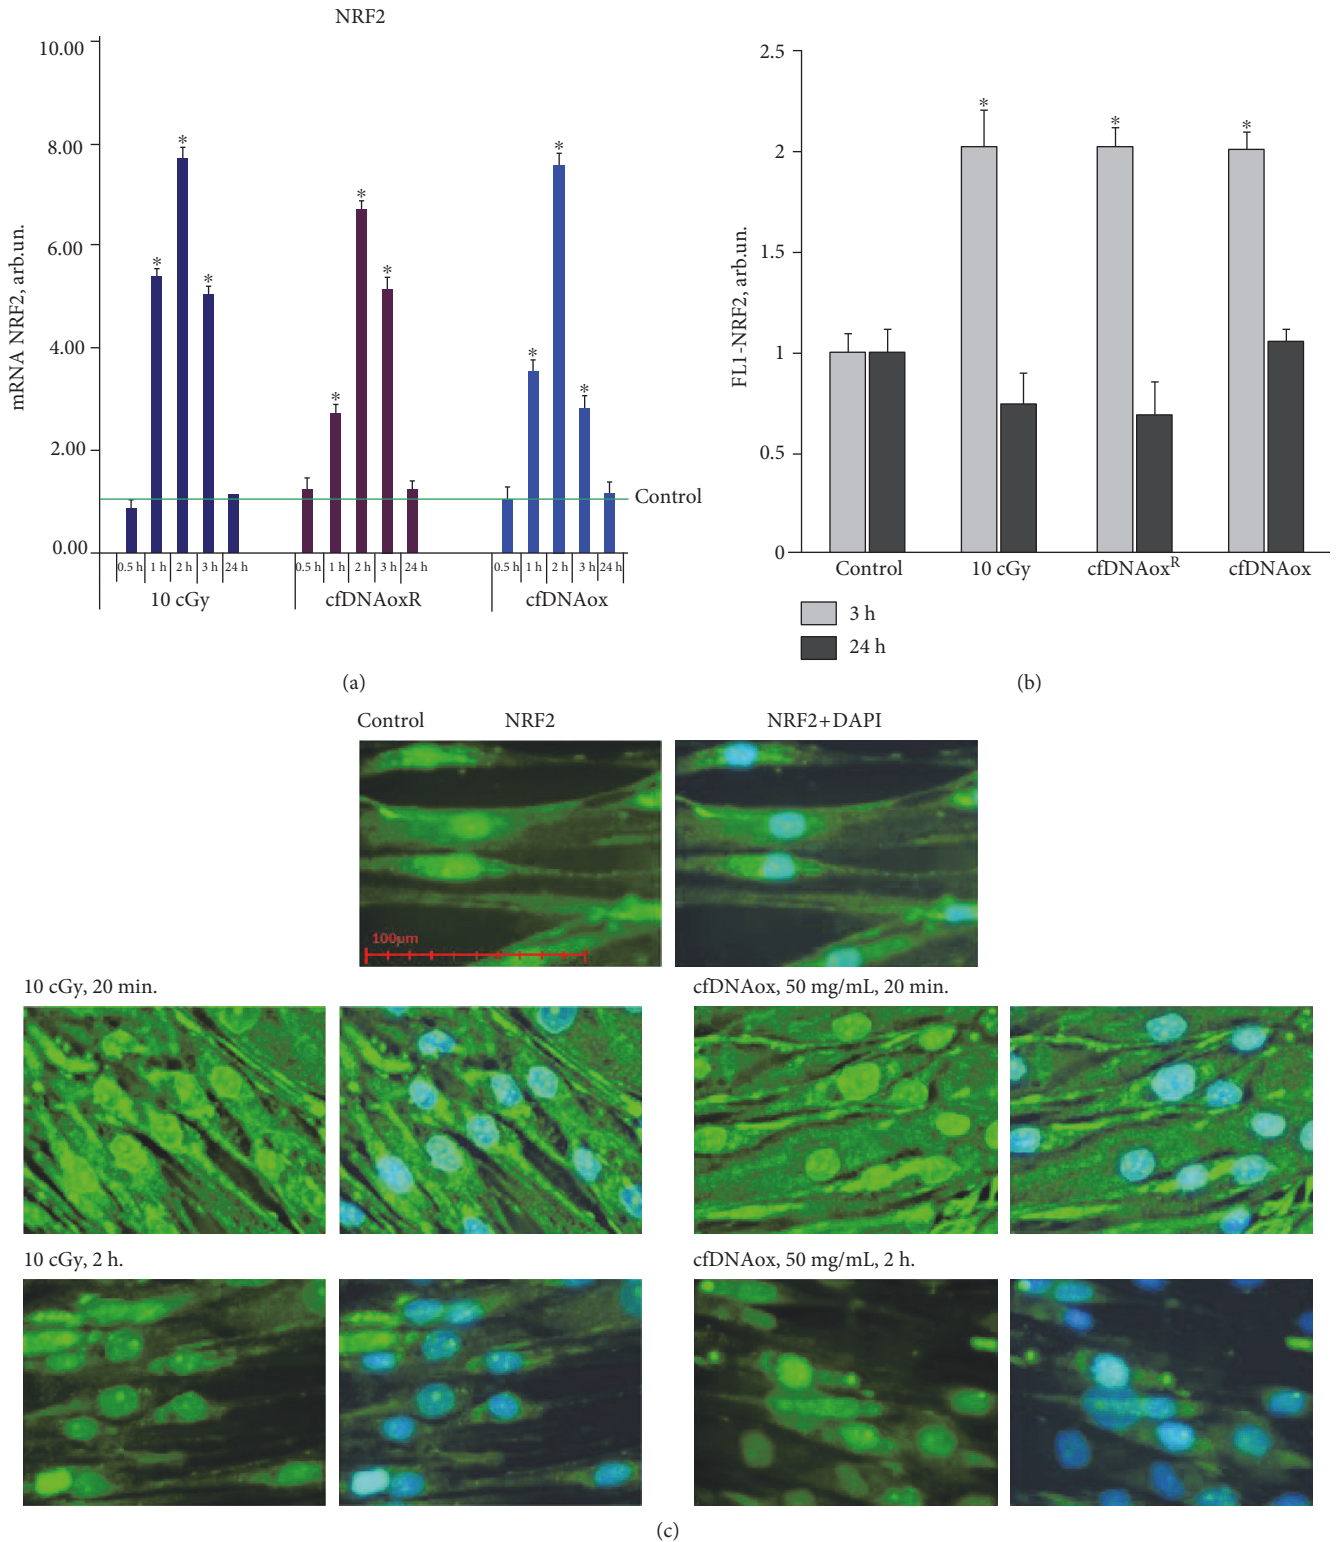 NRF2
10.00
8.00
6.00
4.00
2.00
0.00
mRNA NRF2, arb.un.
* * * * * * * * *
Control
0.5 h 1 h 2 h 3 h 24 h 0.5 h 1 h 2 h 3 h 24 h 0.5 h 1 h 2 h 3 h 24 h
10 cGy cfDNAoxR cfDNAox
(a)
2.5
2
1.5
1
0.5
0
FL1-NRF2, arb.un.
* * *
Control 10 cGy cfDNAox^R cfDNAox
3 h
24 h
(b)
Control NRF2 NRF2+DAPI
100μm
10 cGy, 20 min. cfDNAox, 50 mg/mL, 20 min.
10 cGy, 2 h. cfDNAox, 50 mg/mL, 2 h.
(c)